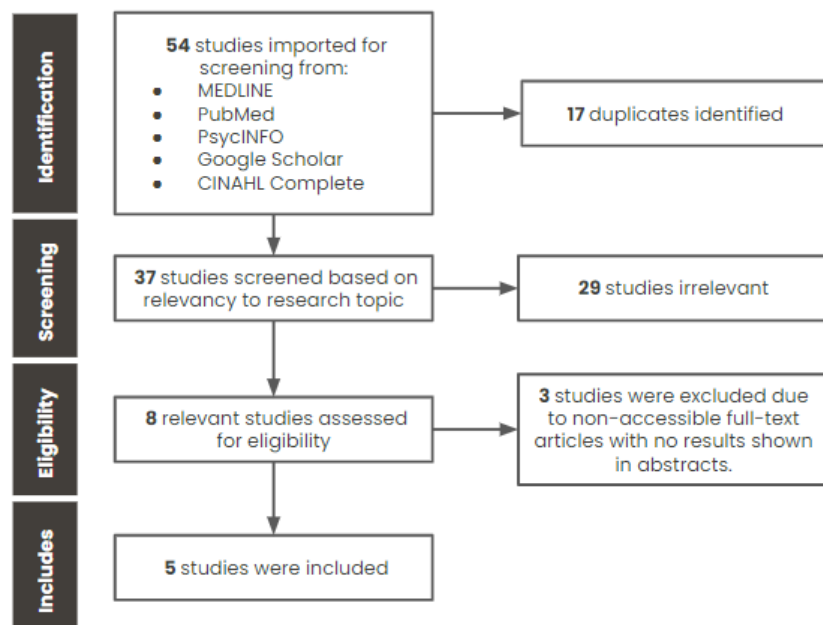 Identification
54 studies imported for
screening from:
● MEDLINE
● PubMed
● PsycINFO
● Google Scholar
● CINAHL Complete
17 duplicates identified
Screening
37 studies screened based on
relevancy to research topic
29 studies irrelevant
Eligibility
8 relevant studies assessed
for eligibility
3 studies were excluded due
to non-accessible full-text
articles with no results shown
in abstracts.
Includes
5 studies were included